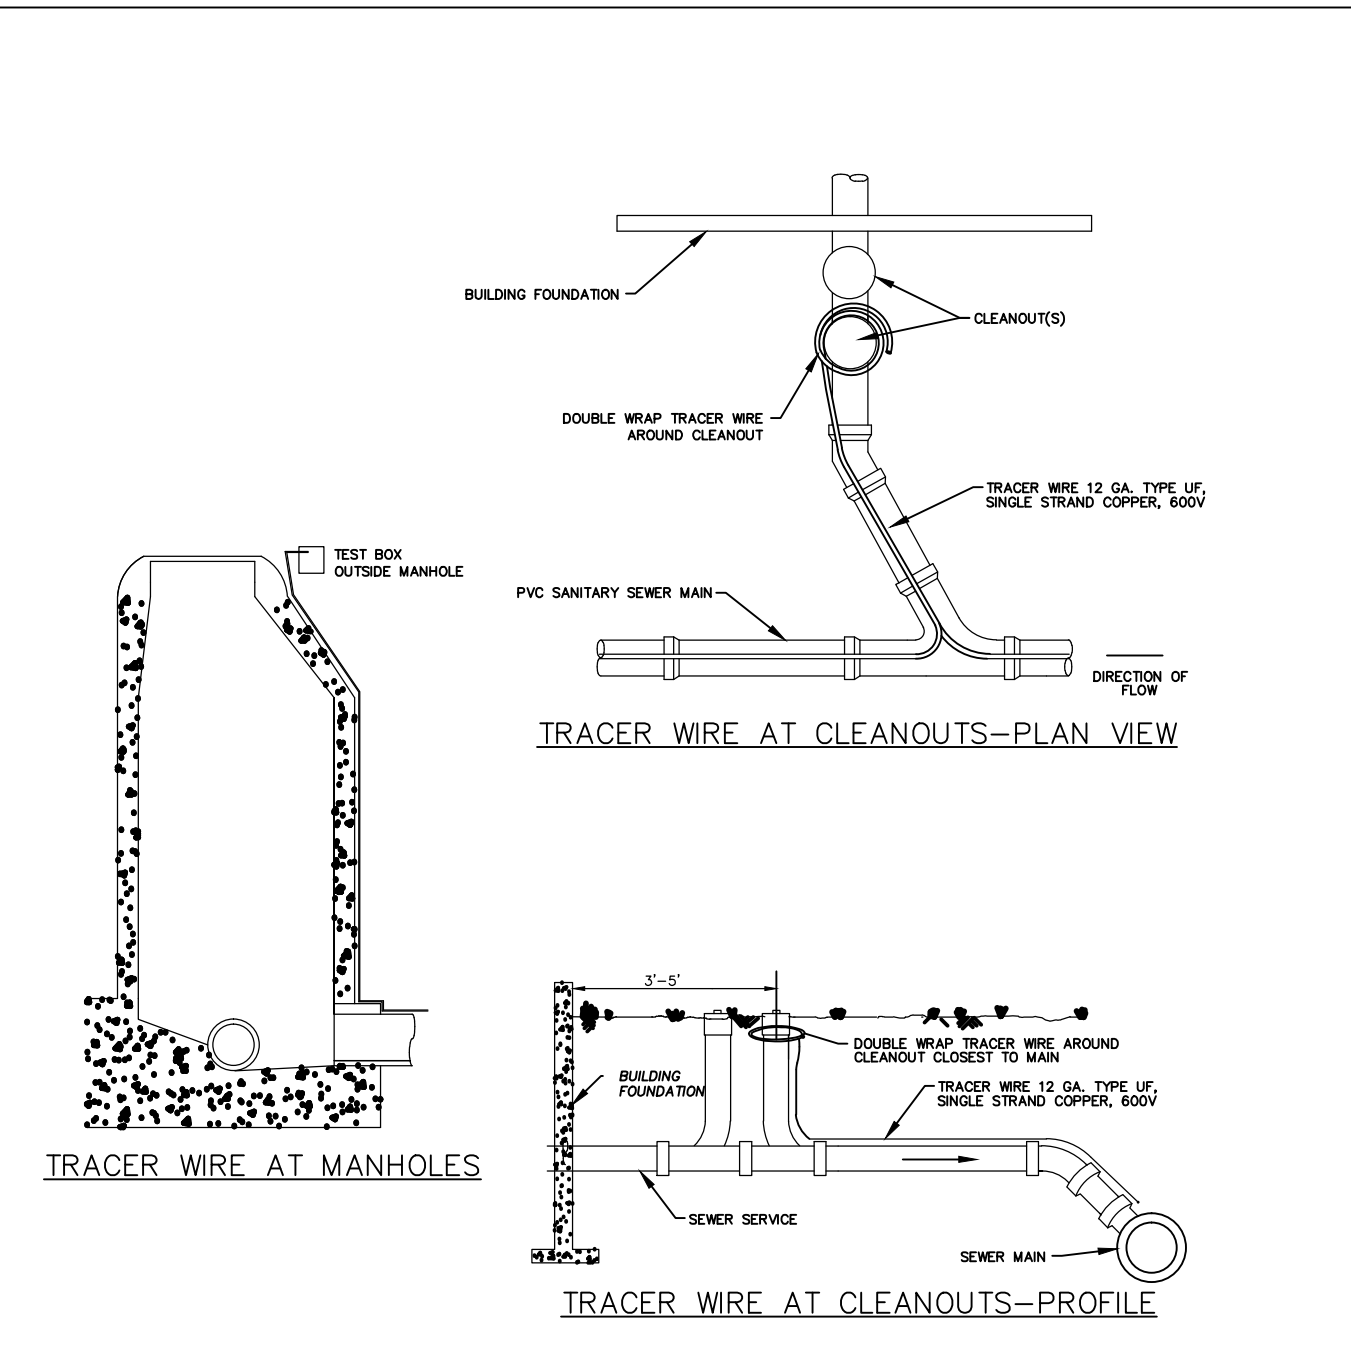 BUILDING FOUNDATION
CLEANOUT(S)
DOUBLE WRAP TRACER WIRE
AROUND CLEANOUT
TRACER WIRE 12 GA. TYPE UF,
SINGLE STRAND COPPER, 600V
PVC SANITARY SEWER MAIN
DIRECTION OF
FLOW
TRACER WIRE AT CLEANOUTS-PLAN VIEW
TEST BOX
OUTSIDE MANHOLE
TRACER WIRE AT MANHOLES
3'-5'
DOUBLE WRAP TRACER WIRE AROUND
CLEANOUT CLOSEST TO MAIN
BUILDING
FOUNDATION
TRACER WIRE 12 GA. TYPE UF,
SINGLE STRAND COPPER, 600V
SEWER SERVICE
SEWER MAIN
TRACER WIRE AT CLEANOUTS-PROFILE